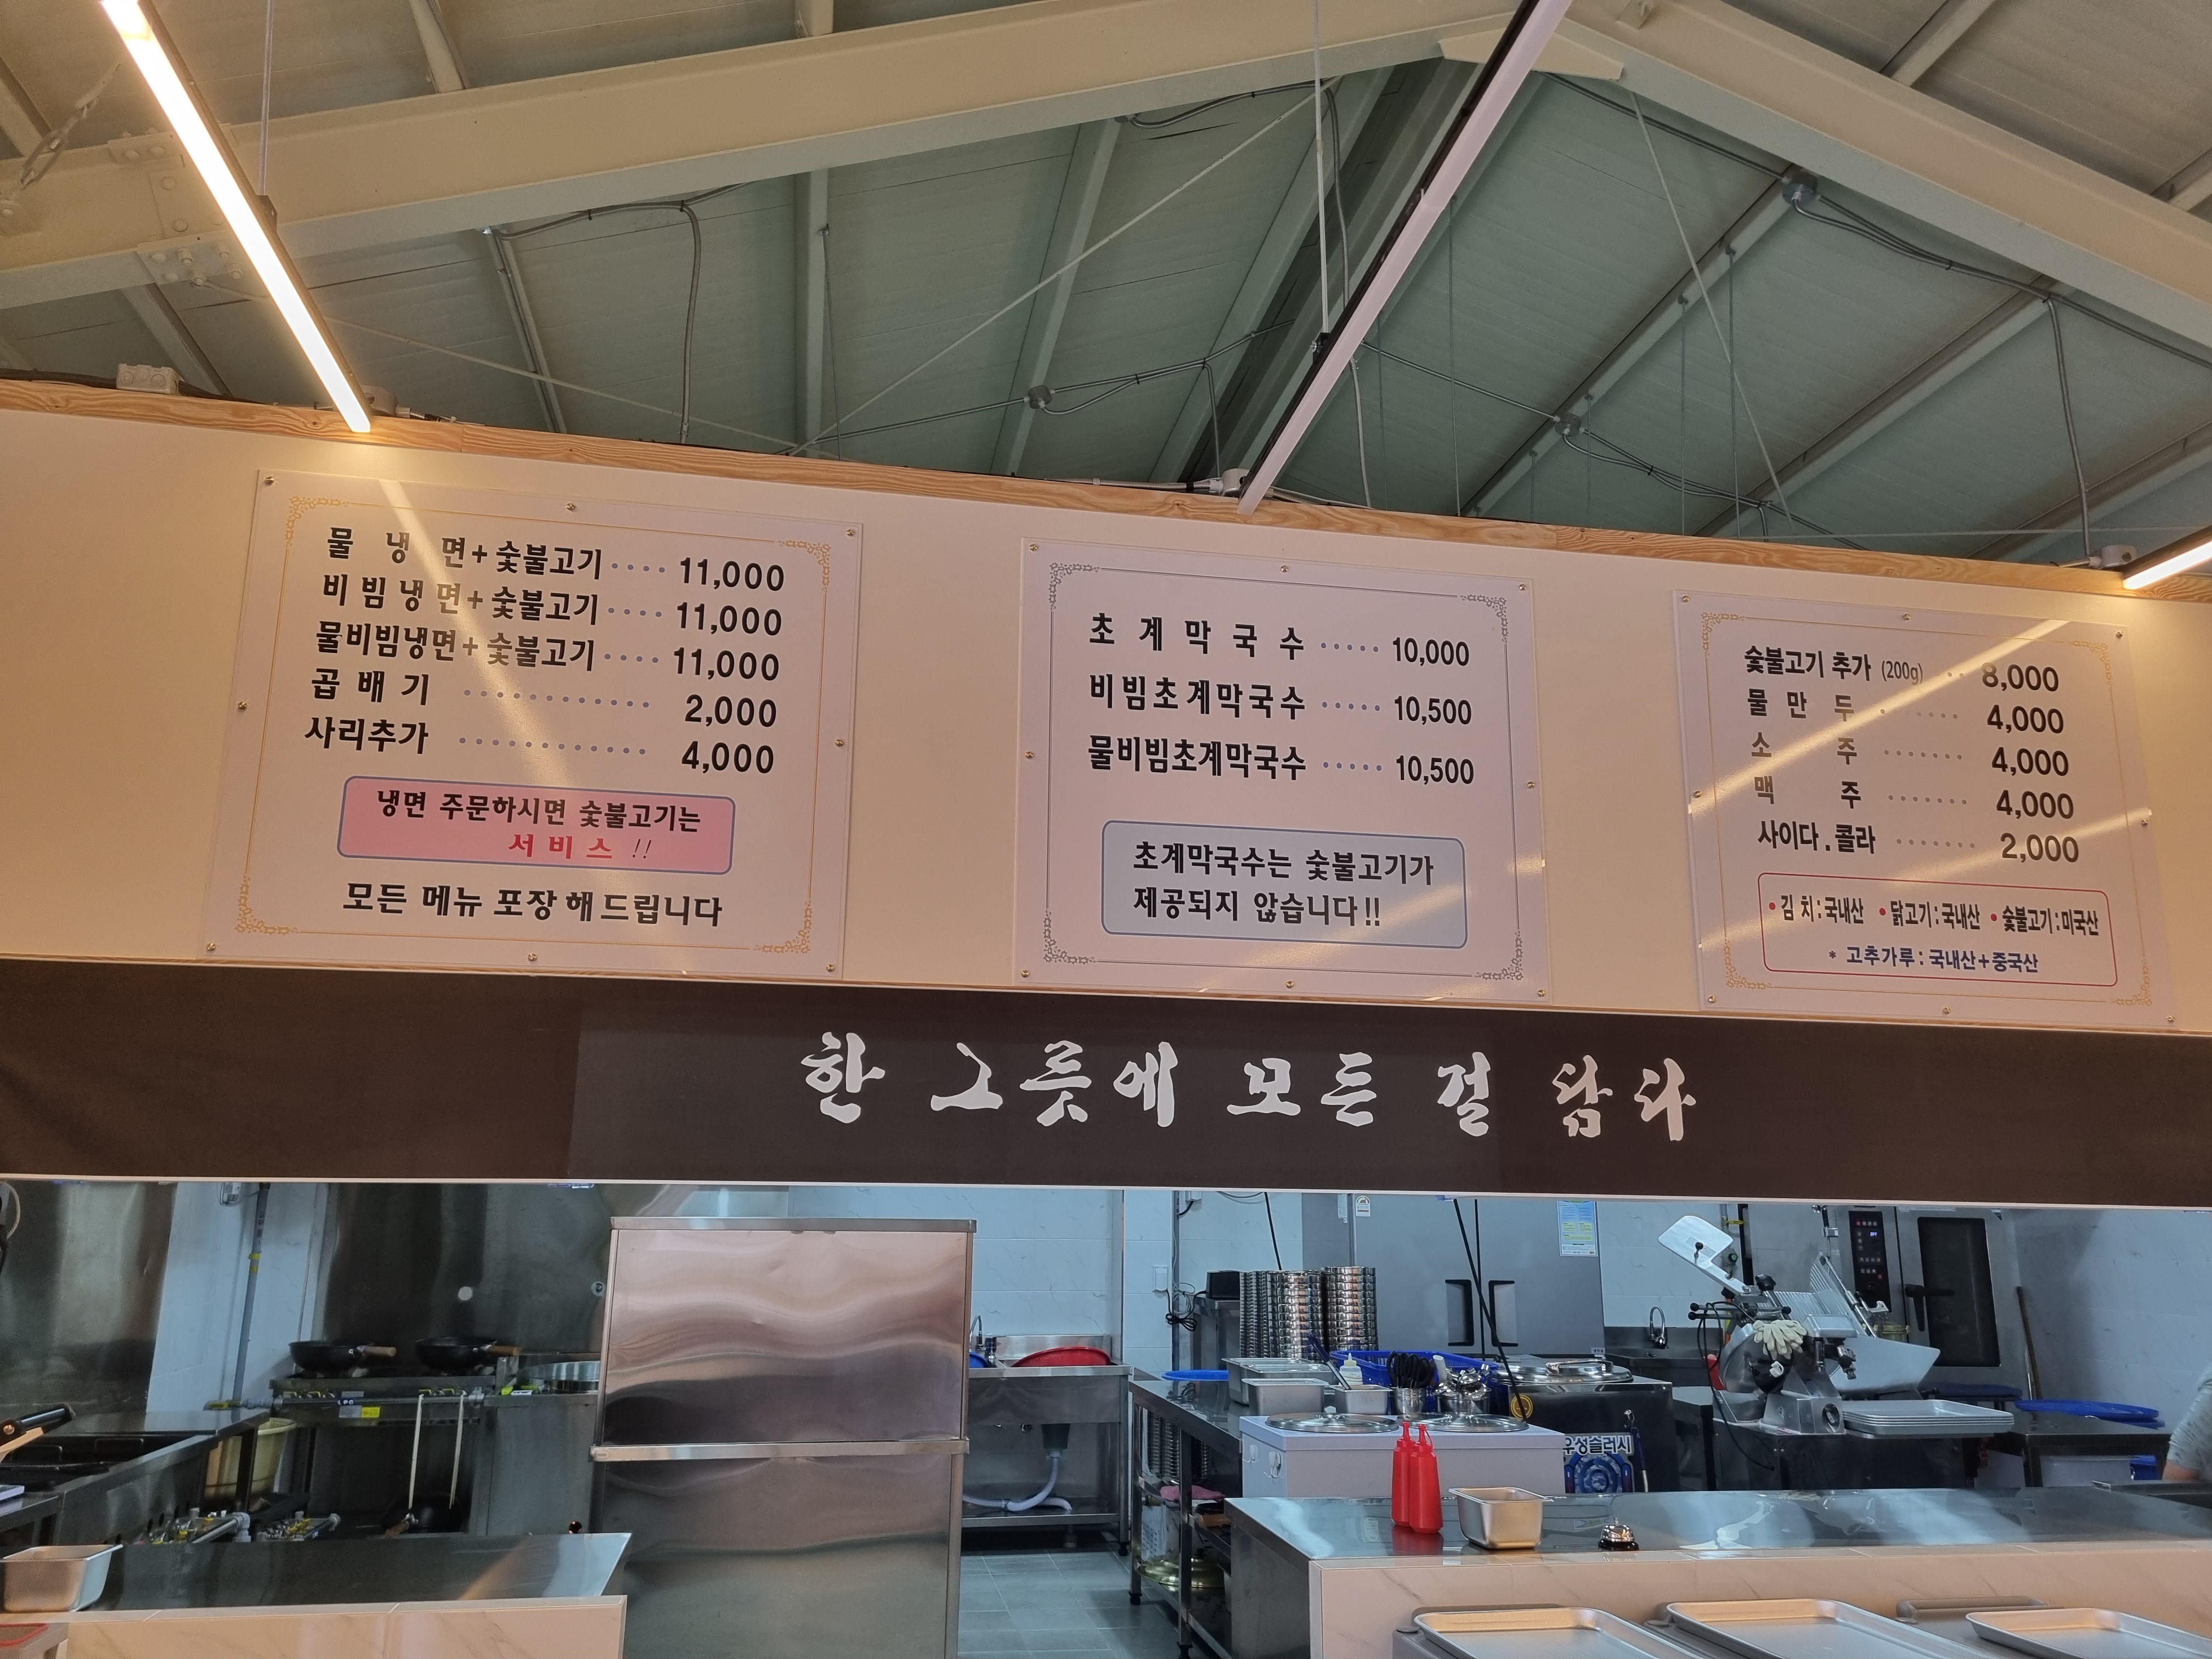 물 냉 면+숯불고기 ···· 11,000
비 빔 냉 면+숯불고기 ···· 11,000
물비빔냉면+숯불고기 ···· 11,000
곱 배 기 ············ 2,000
사리추가 ············ 4,000
냉면 주문하시면 숯불고기는
서 비 스 !!
모든 메뉴 포장 해 드립니다
초 계 막 국 수 ····· 10,000
비빔초계막국수 ····· 10,500
물비빔초계막국수 ····· 10,500
초계막국수는 숯불고기가
제공되지 않습니다!!
숯불고기 추가 (200g) ·· 8,000
물 만 두 ······ 4,000
소 주 ······· 4,000
맥 주 ······· 4,000
사이다.콜라 ······· 2,000
•김 치:국내산 •닭고기:국내산 •숯불고기:미국산
* 고추가루:국내산+중국산
한 그릇에 모든 걸 담다
우성슬러시